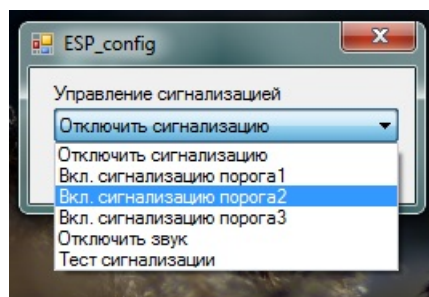 ESP_config
Управление сигнализацией
Отключить сигнализацию
Отключить сигнализацию
Вкл. сигнализацию порога1
Вкл. сигнализацию порога2
Вкл. сигнализацию порога3
Отключить звук
Тест сигнализации